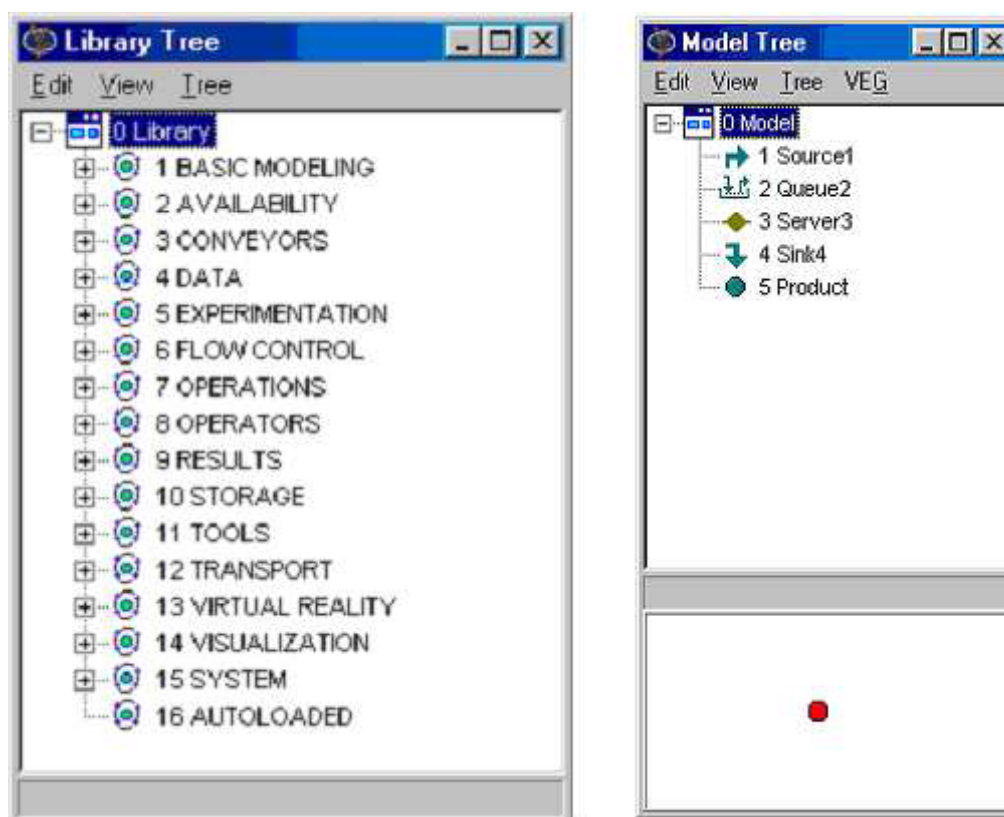 Library Tree
Edit View Tree
0 Library
1 BASIC MODELING
2 AVAILABILITY
3 CONVEYORS
4 DATA
5 EXPERIMENTATION
6 FLOW CONTROL
7 OPERATIONS
8 OPERATORS
9 RESULTS
10 STORAGE
11 TOOLS
12 TRANSPORT
13 VIRTUAL REALITY
14 VISUALIZATION
15 SYSTEM
16 AUTOLOADED
Model Tree
Edit View Tree VEG
0 Model
1 Source1
2 Queue2
3 Server3
4 Sink4
5 Product